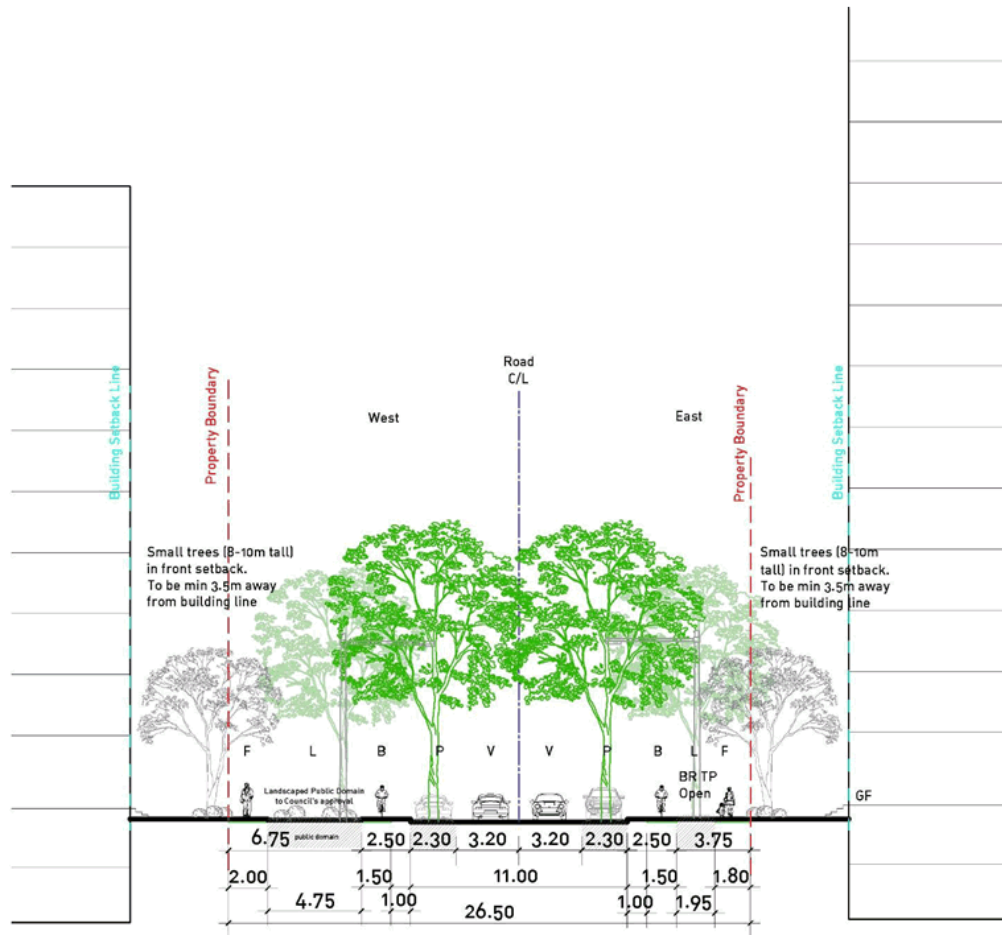 Road
C/L
West
East
Building Setback Line
Property Boundary
Property Boundary
Building Setback Line
Small trees (8-10m tall)
in front setback.
To be min 3.5m away
from building line
Small trees (8-10m
tall) in front setback.
To be min 3.5m away
from building line
F L B P V V P B L F
Landscaped Public Domain
to Council's approval
BR TP
Open
GF
6.75 public domain 2.50 2.30 3.20 3.20 2.30 2.50 3.75
2.00 1.50 11.00 1.50 1.80
4.75 1.00 26.50 1.00 1.95